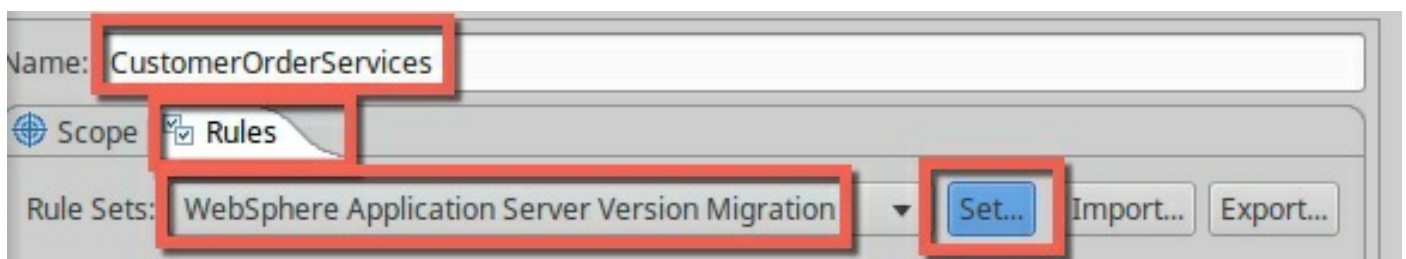 Name: CustomerOrderServices
Scope Rules
Rule Sets: WebSphere Application Server Version Migration Set... Import... Export...